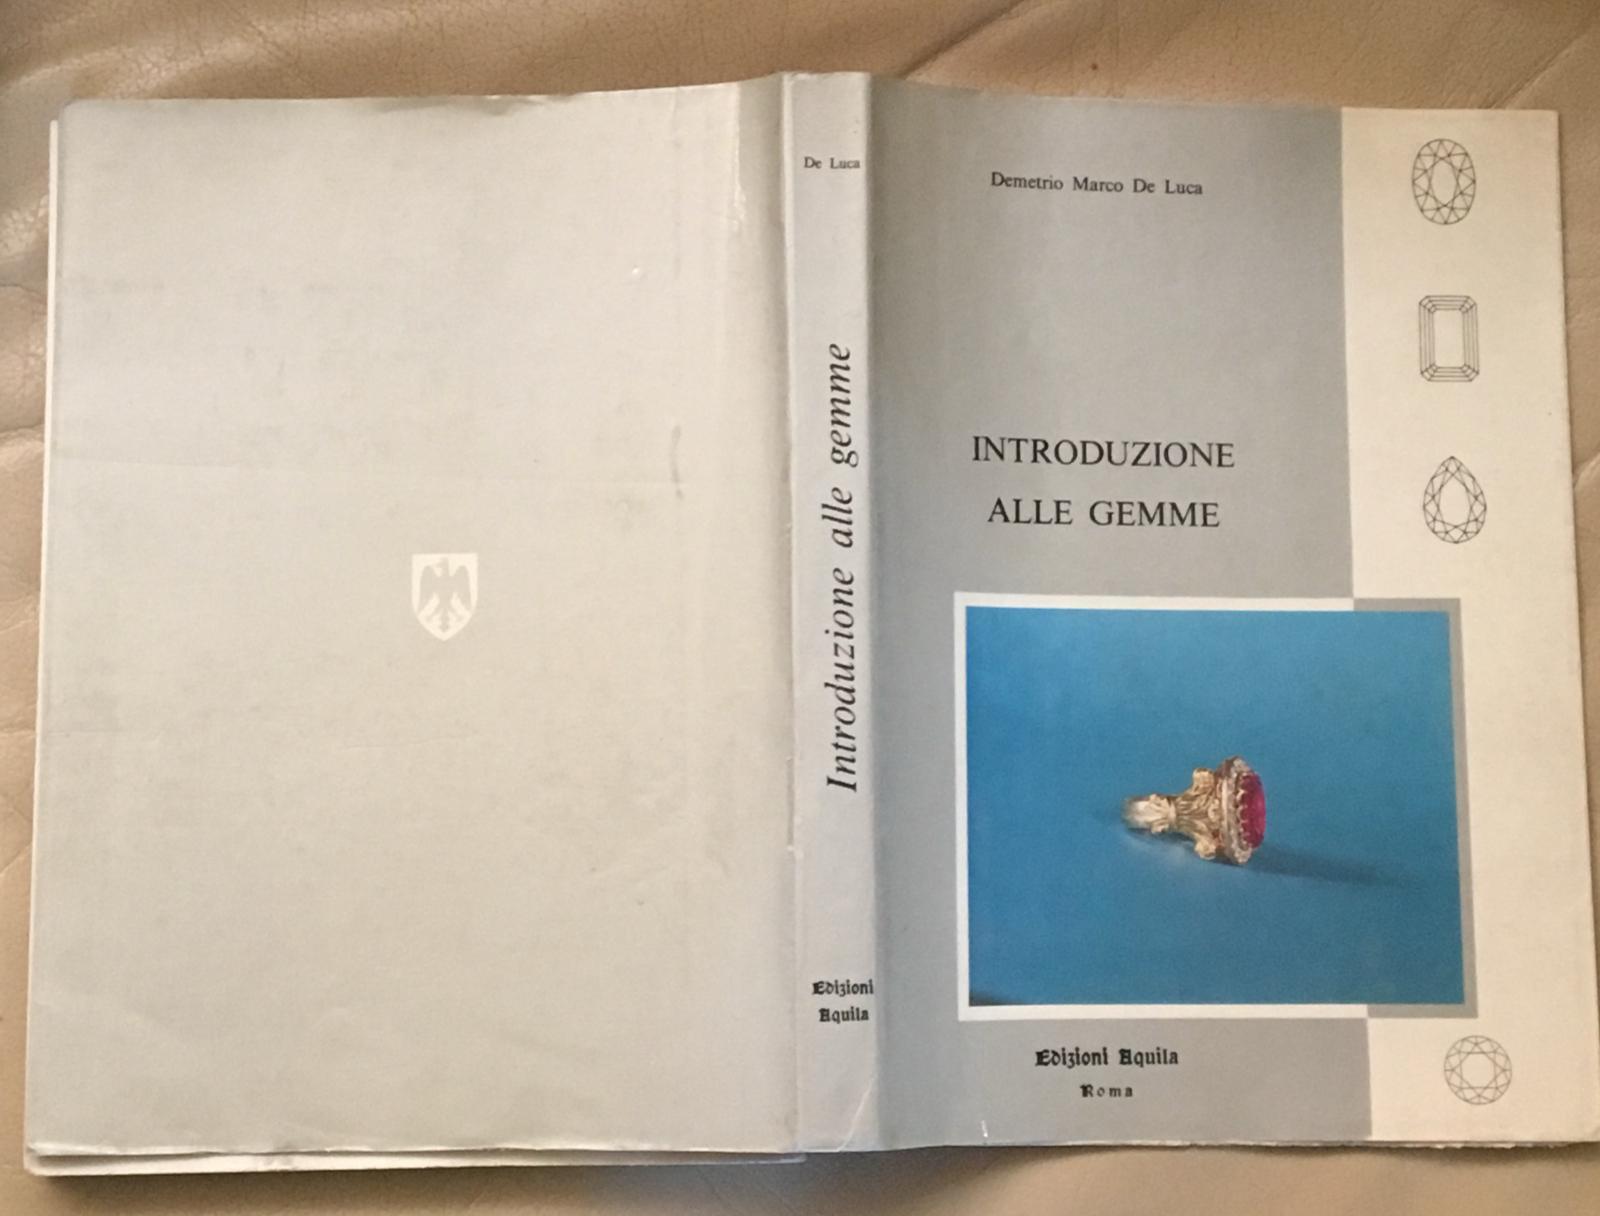 De Luca
Introduzione alle gemme
Edizioni
Aquila
Demetrio Marco De Luca
INTRODUZIONE
ALLE GEMME
Edizioni Aquila
Roma